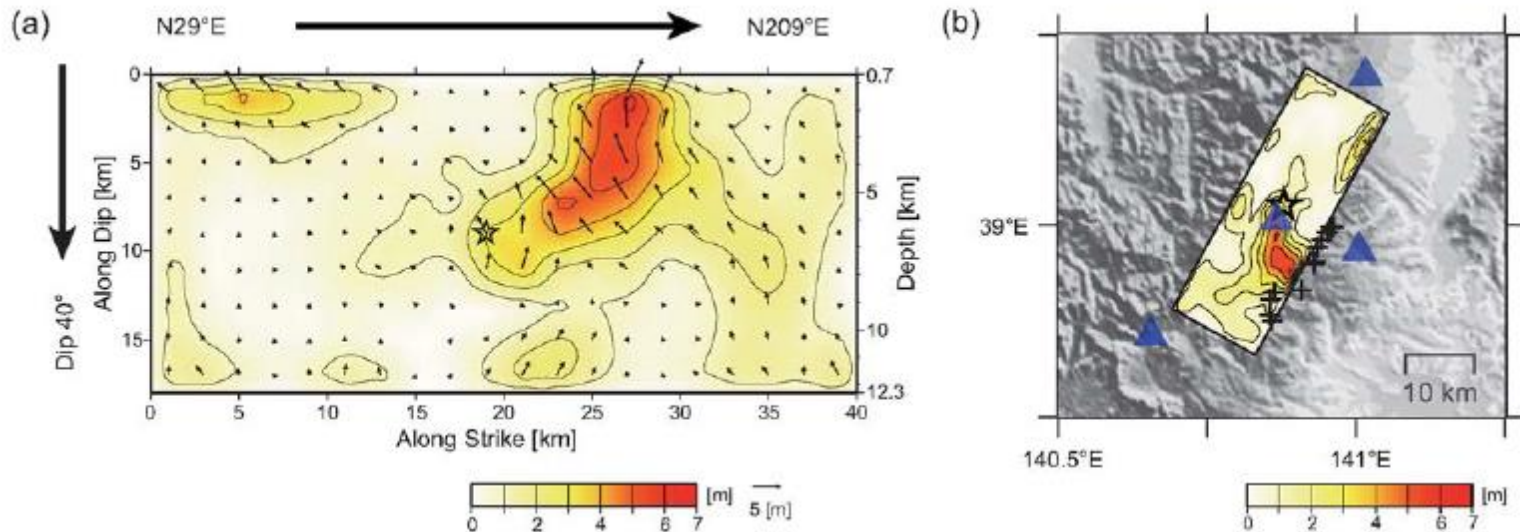 (a)
N29°E
N209°E
Dip 40°
Along Dip [km]
0
5
10
15
0.7
5
10
12.3
Depth [km]
0 5 10 15 20 25 30 35 40
Along Strike [km]
0 2 4 6 7 [m]
5 [m]
(b)
39°E
10 km
140.5°E 141°E
0 2 4 6 7 [m]